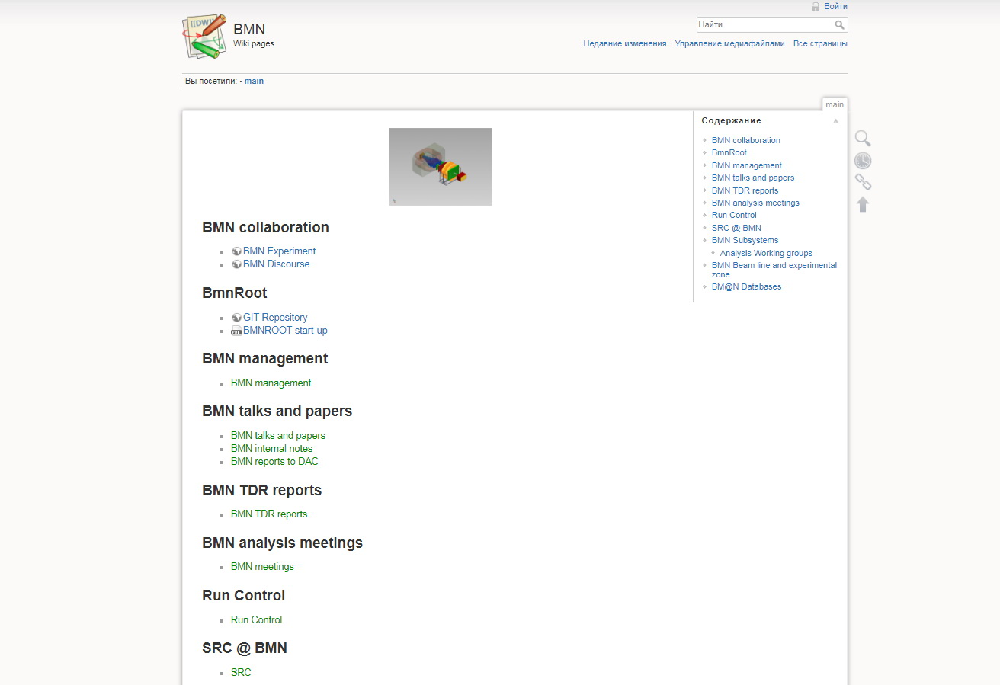 Войти
[[DW]]
BMN
Wiki pages
Найти
Недавние изменения Управление медиафайлами Все страницы
Вы посетили: • main
main
Содержание
BMN collaboration
BmnRoot
BMN management
BMN talks and papers
BMN TDR reports
BMN analysis meetings
Run Control
SRC @ BMN
BMN Subsystems
Analysis Working groups
BMN Beam line and experimental
zone
BM@N Databases
BMN collaboration
BMN Experiment
BMN Discourse
BmnRoot
GIT Repository
PDF BMNROOT start-up
BMN management
BMN management
BMN talks and papers
BMN talks and papers
BMN internal notes
BMN reports to DAC
BMN TDR reports
BMN TDR reports
BMN analysis meetings
BMN meetings
Run Control
Run Control
SRC @ BMN
SRC